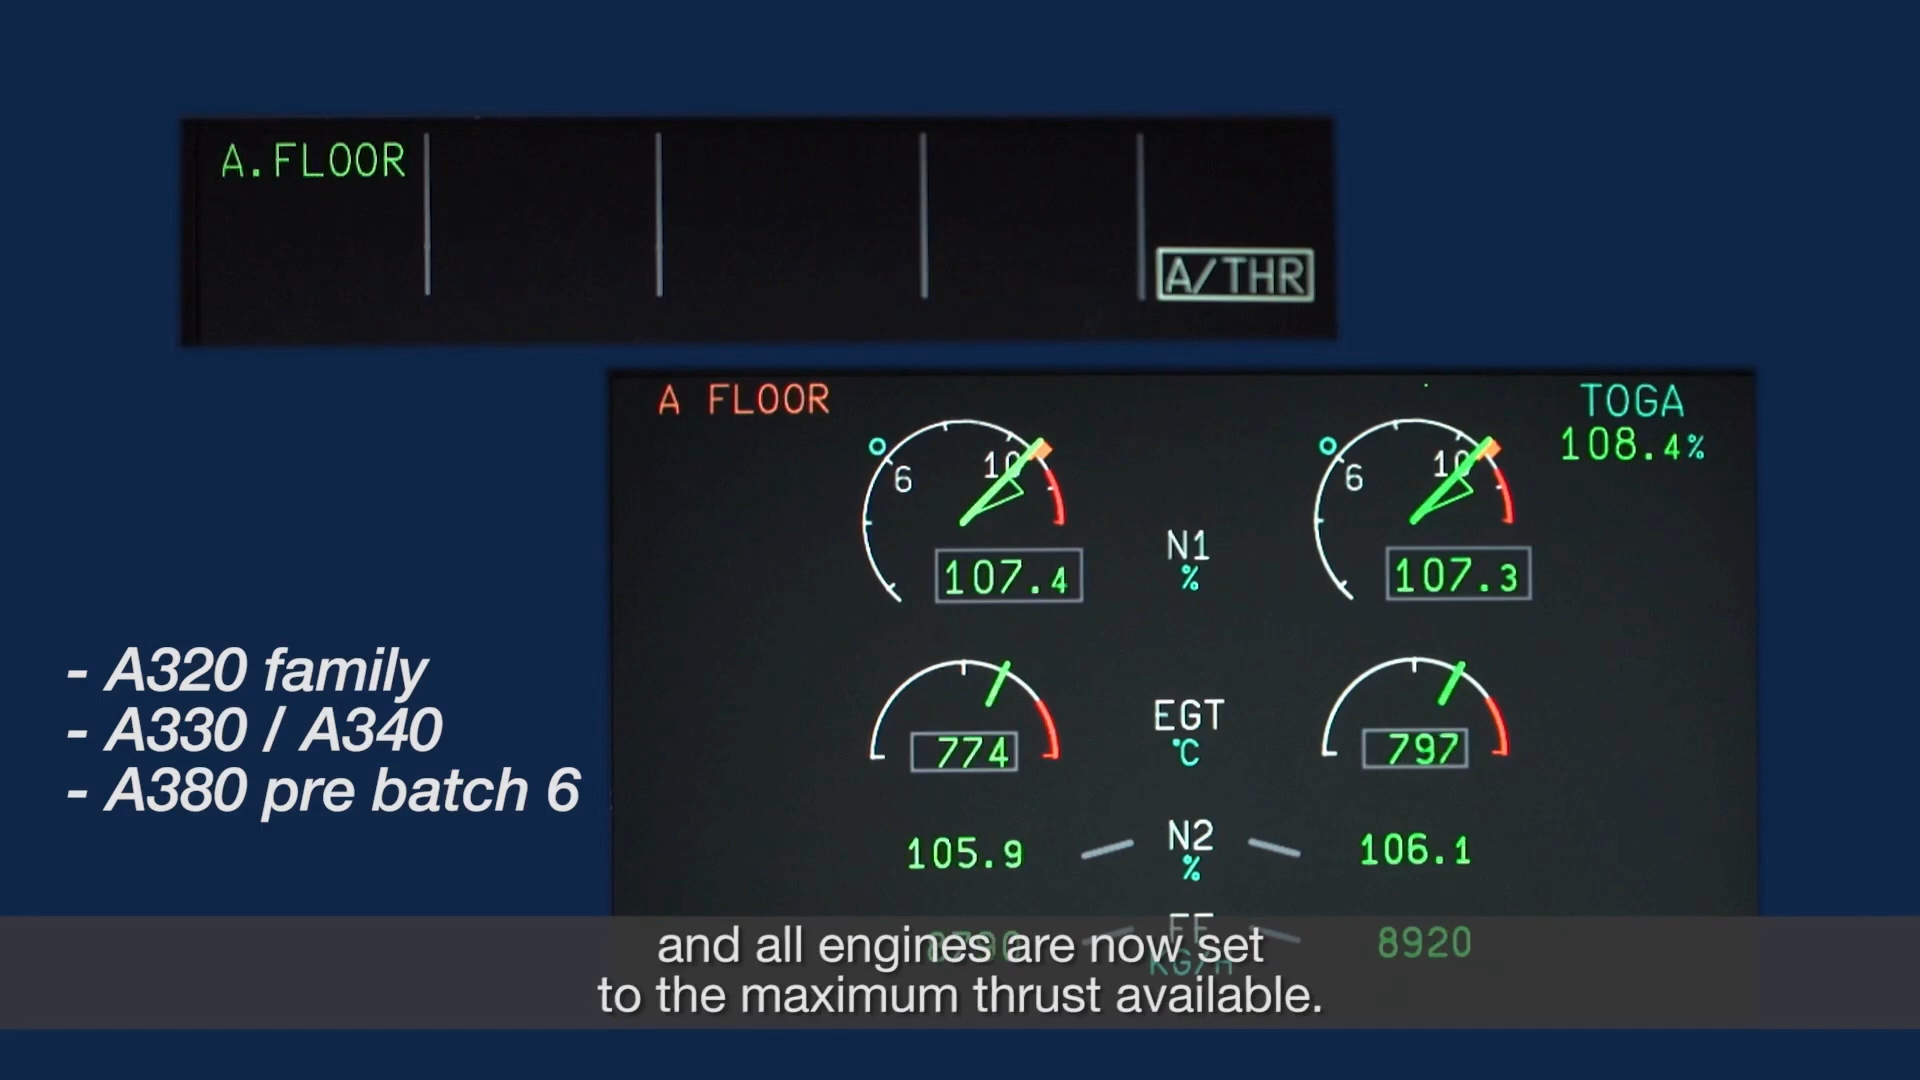 A.FLOOR
A/THR
A FLOOR
TOGA
108.4%
6 10
6 10
107.4
N1
%
107.3
774
EGT
°C
797
105.9
N2
%
106.1
FF
8920
KG/H
- A320 family
- A330 / A340
- A380 pre batch 6
and all engines are now set
to the maximum thrust available.